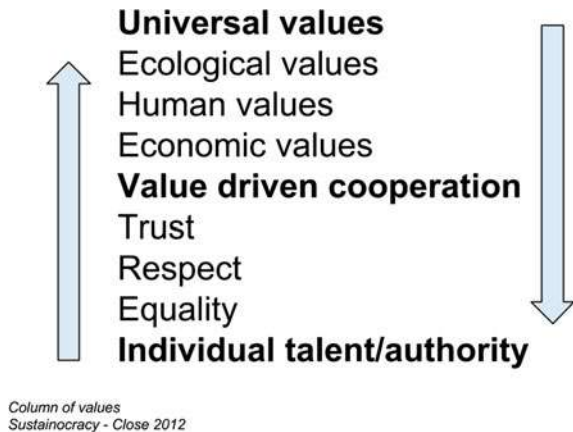 Universal values
Ecological values
Human values
Economic values
Value driven cooperation
Trust
Respect
Equality
Individual talent/authority
Column of values
Sustainocracy - Close 2012